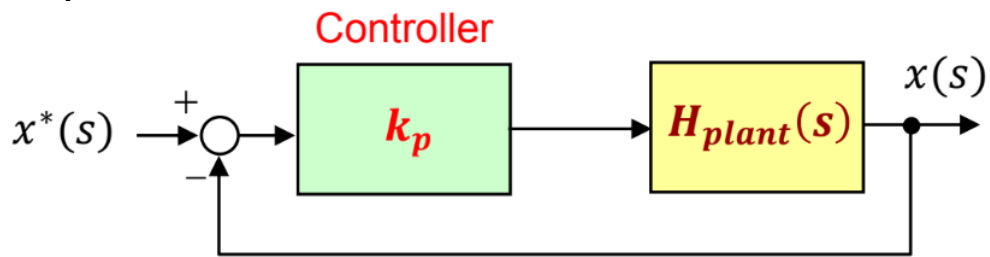 Controller
x*(s)
+
−
k_p
H_plant(s)
x(s)